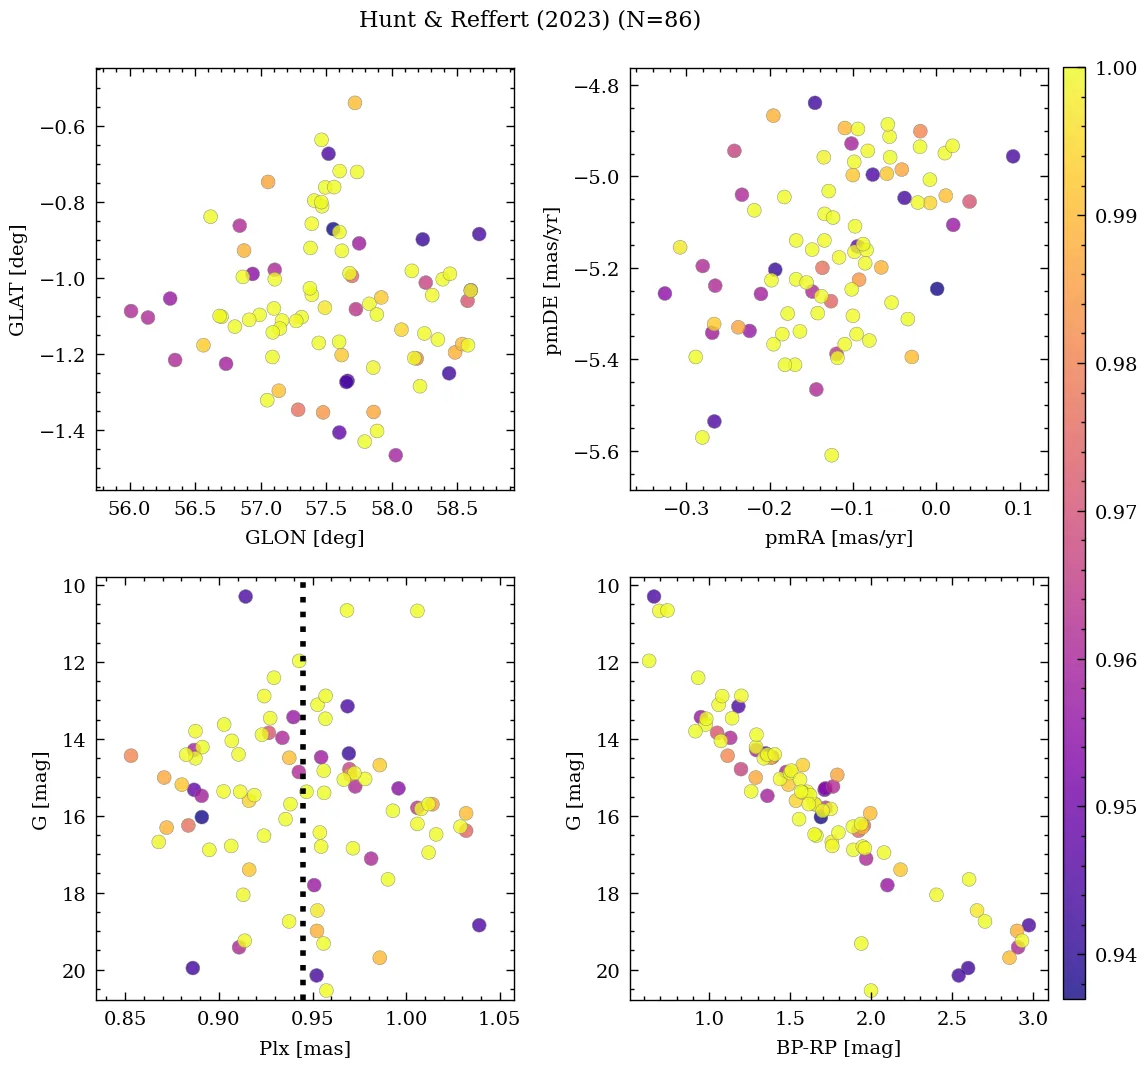 Hunt & Reffert (2023) (N=86)
−0.6
−0.8
−1.0
−1.2
−1.4
GLAT [deg]
56.0 56.5 57.0 57.5 58.0 58.5
GLON [deg]
−4.8
−5.0
−5.2
−5.4
−5.6
pmDE [mas/yr]
−0.3 −0.2 −0.1 0.0 0.1
pmRA [mas/yr]
10
12
14
16
18
20
G [mag]
0.85 0.90 0.95 1.00 1.05
Plx [mas]
10
12
14
16
18
20
G [mag]
1.0 1.5 2.0 2.5 3.0
BP-RP [mag]
1.00
0.99
0.98
0.97
0.96
0.95
0.94